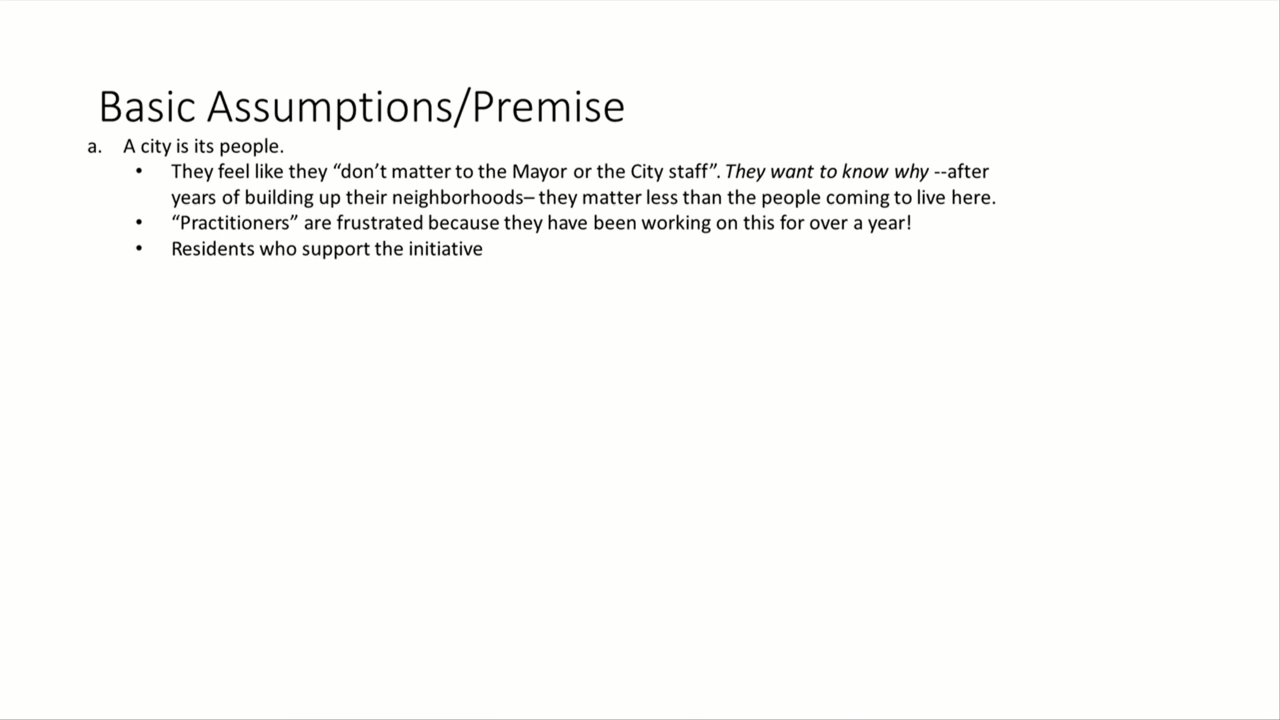 Basic Assumptions/Premise
a. A city is its people.
• They feel like they “don’t matter to the Mayor or the City staff”. They want to know why --after
years of building up their neighborhoods– they matter less than the people coming to live here.
• “Practitioners” are frustrated because they have been working on this for over a year!
• Residents who support the initiative